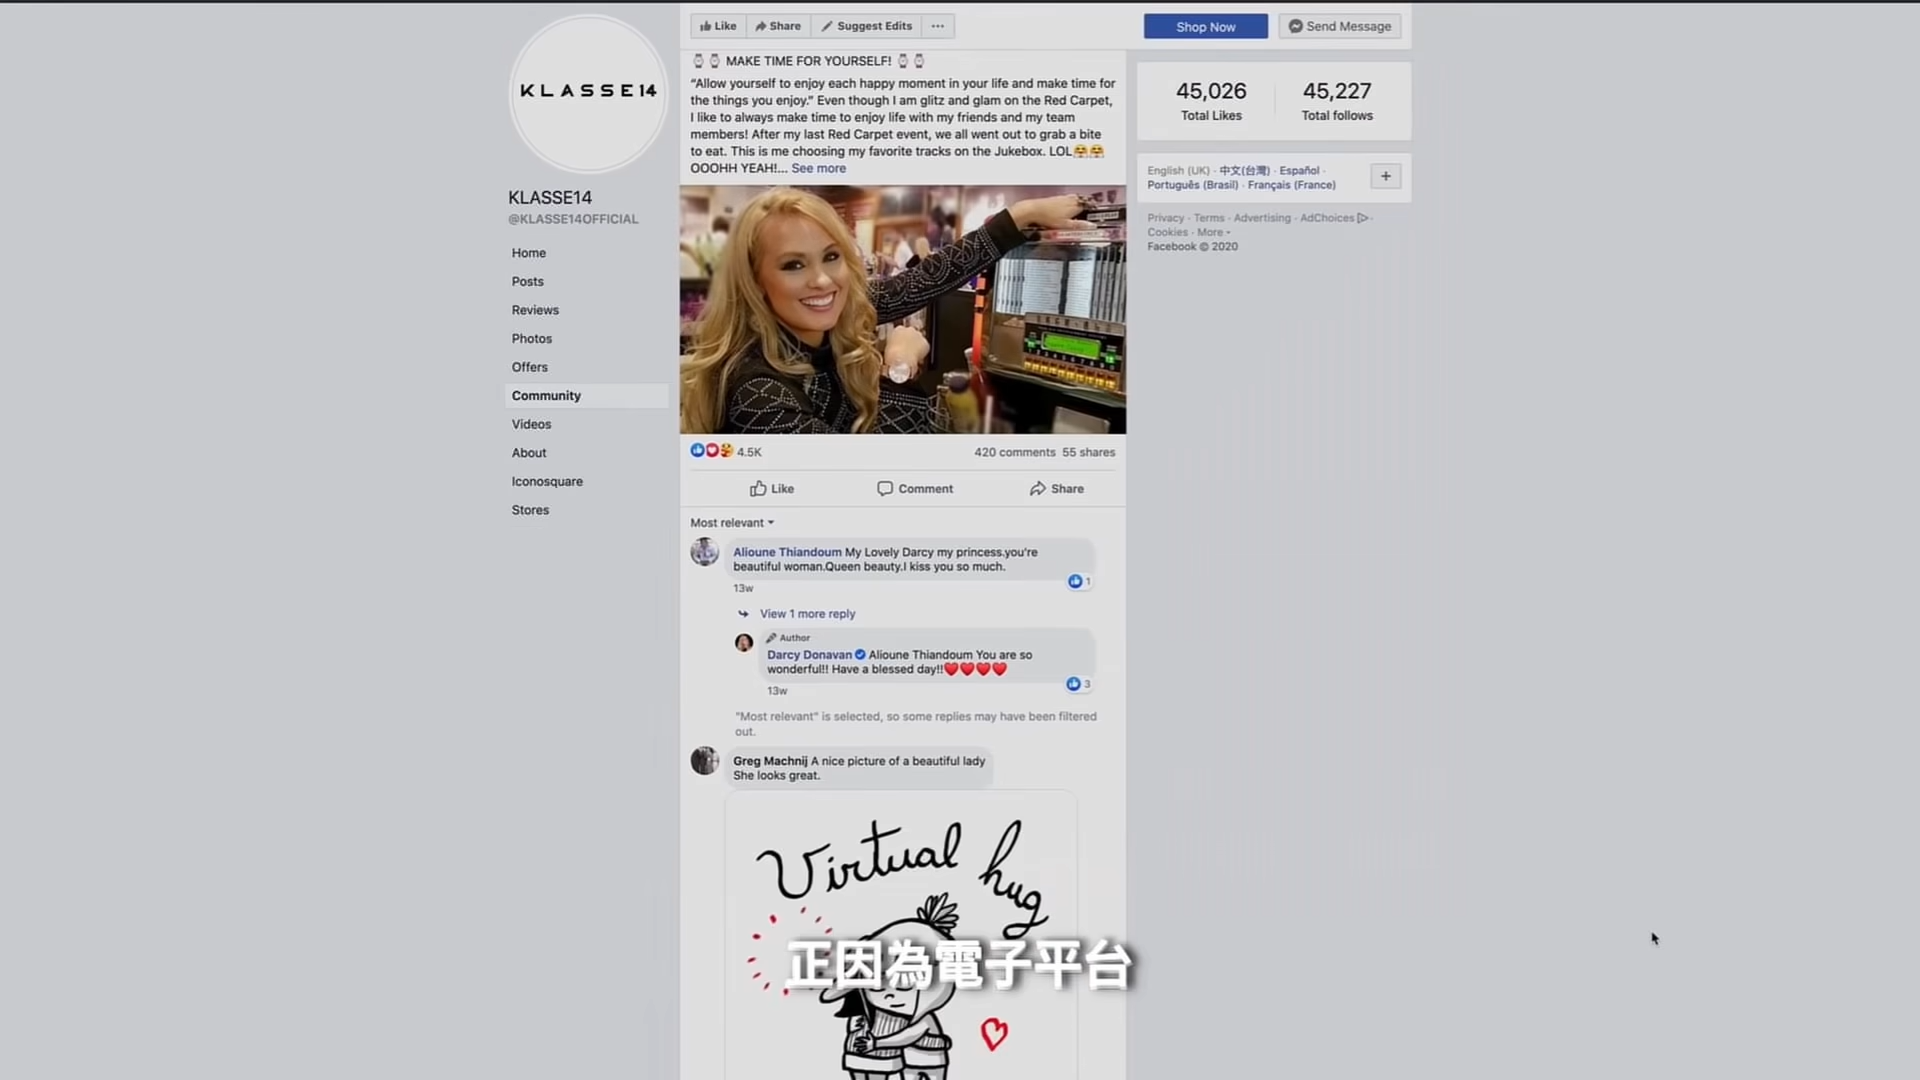 Like
Share
Suggest Edits
Shop Now
Send Message
KLASSE14
KLASSE14
@KLASSE14OFFICIAL
Home
Posts
Reviews
Photos
Offers
Community
Videos
About
Iconosquare
Stores
MAKE TIME FOR YOURSELF!
“Allow yourself to enjoy each happy moment in your life and make time for
the things you enjoy.” Even though I am glitz and glam on the Red Carpet,
I like to always make time to enjoy life with my friends and my team
members! After my last Red Carpet event, we all went out to grab a bite
to eat. This is me choosing my favorite tracks on the Jukebox. LOL🤗🤗
OOOHH YEAH!... See more
4.5K
420 comments 55 shares
Like
Comment
Share
Most relevant
Alioune Thiandoum My Lovely Darcy my princess.you're
beautiful woman.Queen beauty.I kiss you so much.
1
13w
View 1 more reply
Author
Darcy Donavan Alioune Thiandoum You are so
wonderful!! Have a blessed day!!❤️❤️❤️❤️
3
13w
"Most relevant" is selected, so some replies may have been filtered
out.
Greg Machnij A nice picture of a beautiful lady
She looks great.
Virtual hug
正因為電子平台
45,026
Total Likes
45,227
Total follows
English (UK) · 中文(台灣) · Español ·
Português (Brasil) · Français (France)
+
Privacy · Terms · Advertising · AdChoices ·
Cookies · More
Facebook © 2020